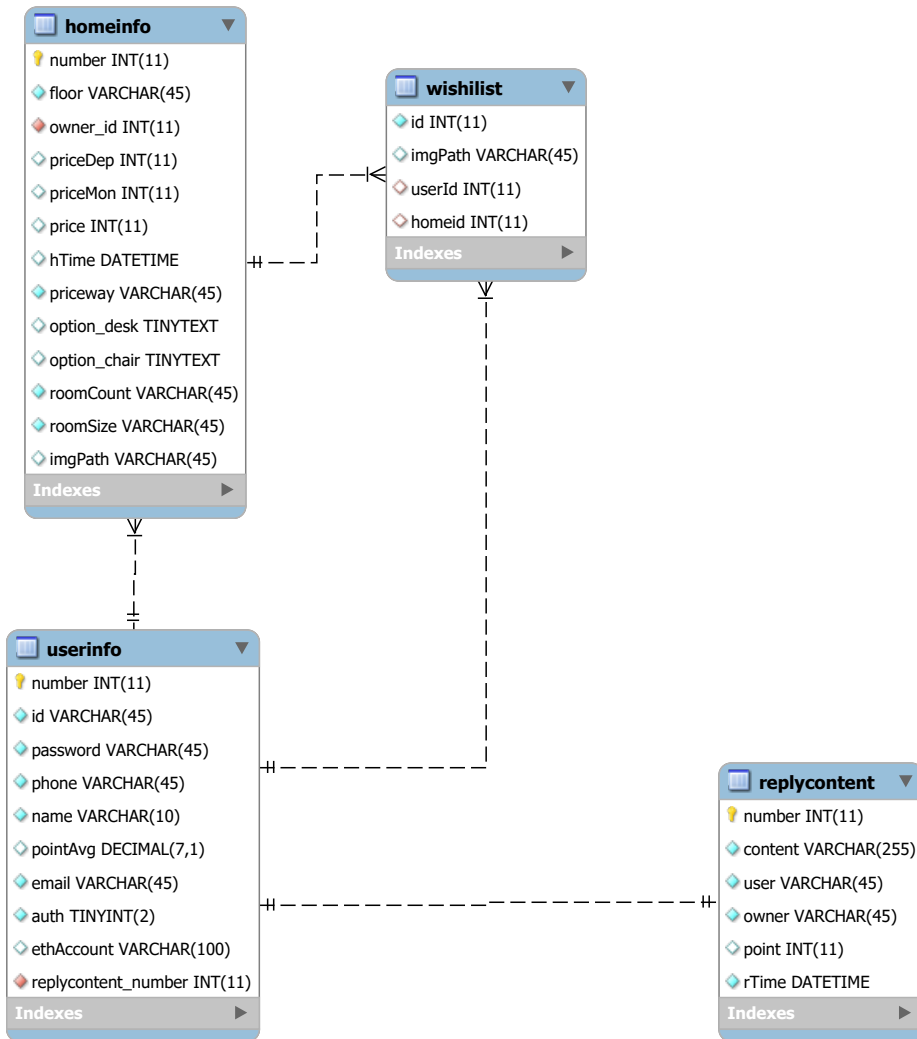 homeinfo
number INT(11)
floor VARCHAR(45)
owner_id INT(11)
priceDep INT(11)
priceMon INT(11)
price INT(11)
hTime DATETIME
priceway VARCHAR(45)
option_desk TINYTEXT
option_chair TINYTEXT
roomCount VARCHAR(45)
roomSize VARCHAR(45)
imgPath VARCHAR(45)
Indexes
wishilist
id INT(11)
imgPath VARCHAR(45)
userId INT(11)
homeid INT(11)
Indexes
userinfo
number INT(11)
id VARCHAR(45)
password VARCHAR(45)
phone VARCHAR(45)
name VARCHAR(10)
pointAvg DECIMAL(7,1)
email VARCHAR(45)
auth TINYINT(2)
ethAccount VARCHAR(100)
replycontent_number INT(11)
Indexes
replycontent
number INT(11)
content VARCHAR(255)
user VARCHAR(45)
owner VARCHAR(45)
point INT(11)
rTime DATETIME
Indexes